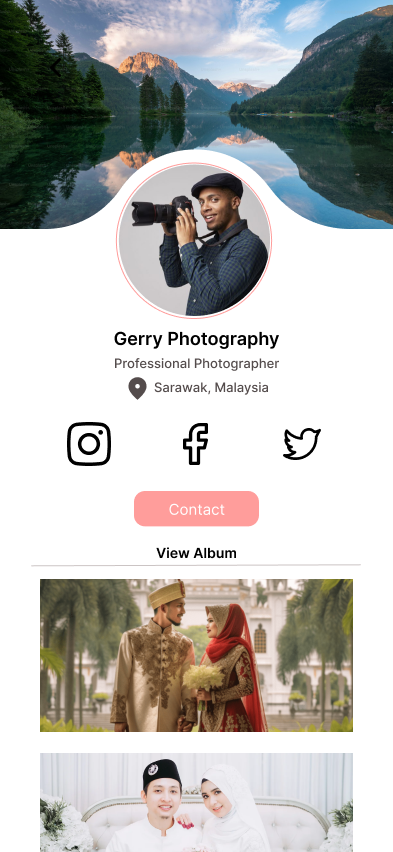 Gerry Photography
Professional Photographer
Sarawak, Malaysia
Contact
View Album